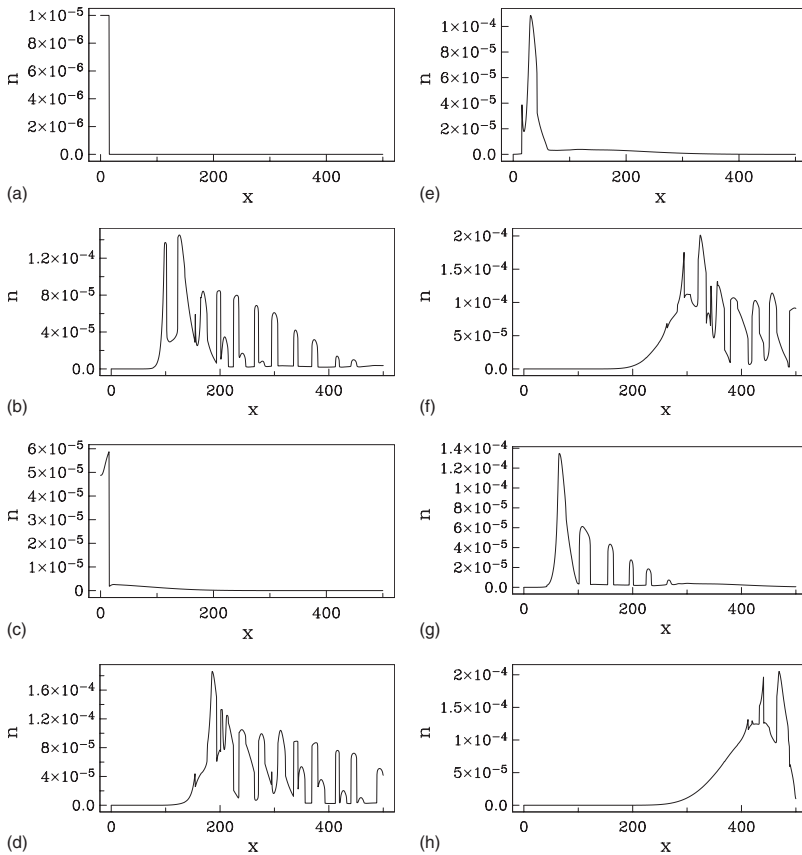 1×10⁻⁵
8×10⁻⁶
6×10⁻⁶
4×10⁻⁶
2×10⁻⁶
0.0
n
0
200
400
x
(a)
1×10⁻⁴
8×10⁻⁵
6×10⁻⁵
4×10⁻⁵
2×10⁻⁵
0.0
n
0
200
400
x
(e)
1.2×10⁻⁴
8×10⁻⁵
4×10⁻⁵
0.0
n
0
200
400
x
(b)
2×10⁻⁴
1.5×10⁻⁴
1×10⁻⁴
5×10⁻⁵
0.0
n
0
200
400
x
(f)
6×10⁻⁵
5×10⁻⁵
4×10⁻⁵
3×10⁻⁵
2×10⁻⁵
1×10⁻⁵
0
n
0
200
400
x
(c)
1.4×10⁻⁴
1.2×10⁻⁴
1×10⁻⁴
8×10⁻⁵
6×10⁻⁵
4×10⁻⁵
2×10⁻⁵
0.0
n
0
200
400
x
(g)
1.6×10⁻⁴
1.2×10⁻⁴
8×10⁻⁵
4×10⁻⁵
0.0
n
0
200
400
x
(d)
2×10⁻⁴
1.5×10⁻⁴
1×10⁻⁴
5×10⁻⁵
0.0
n
0
200
400
x
(h)